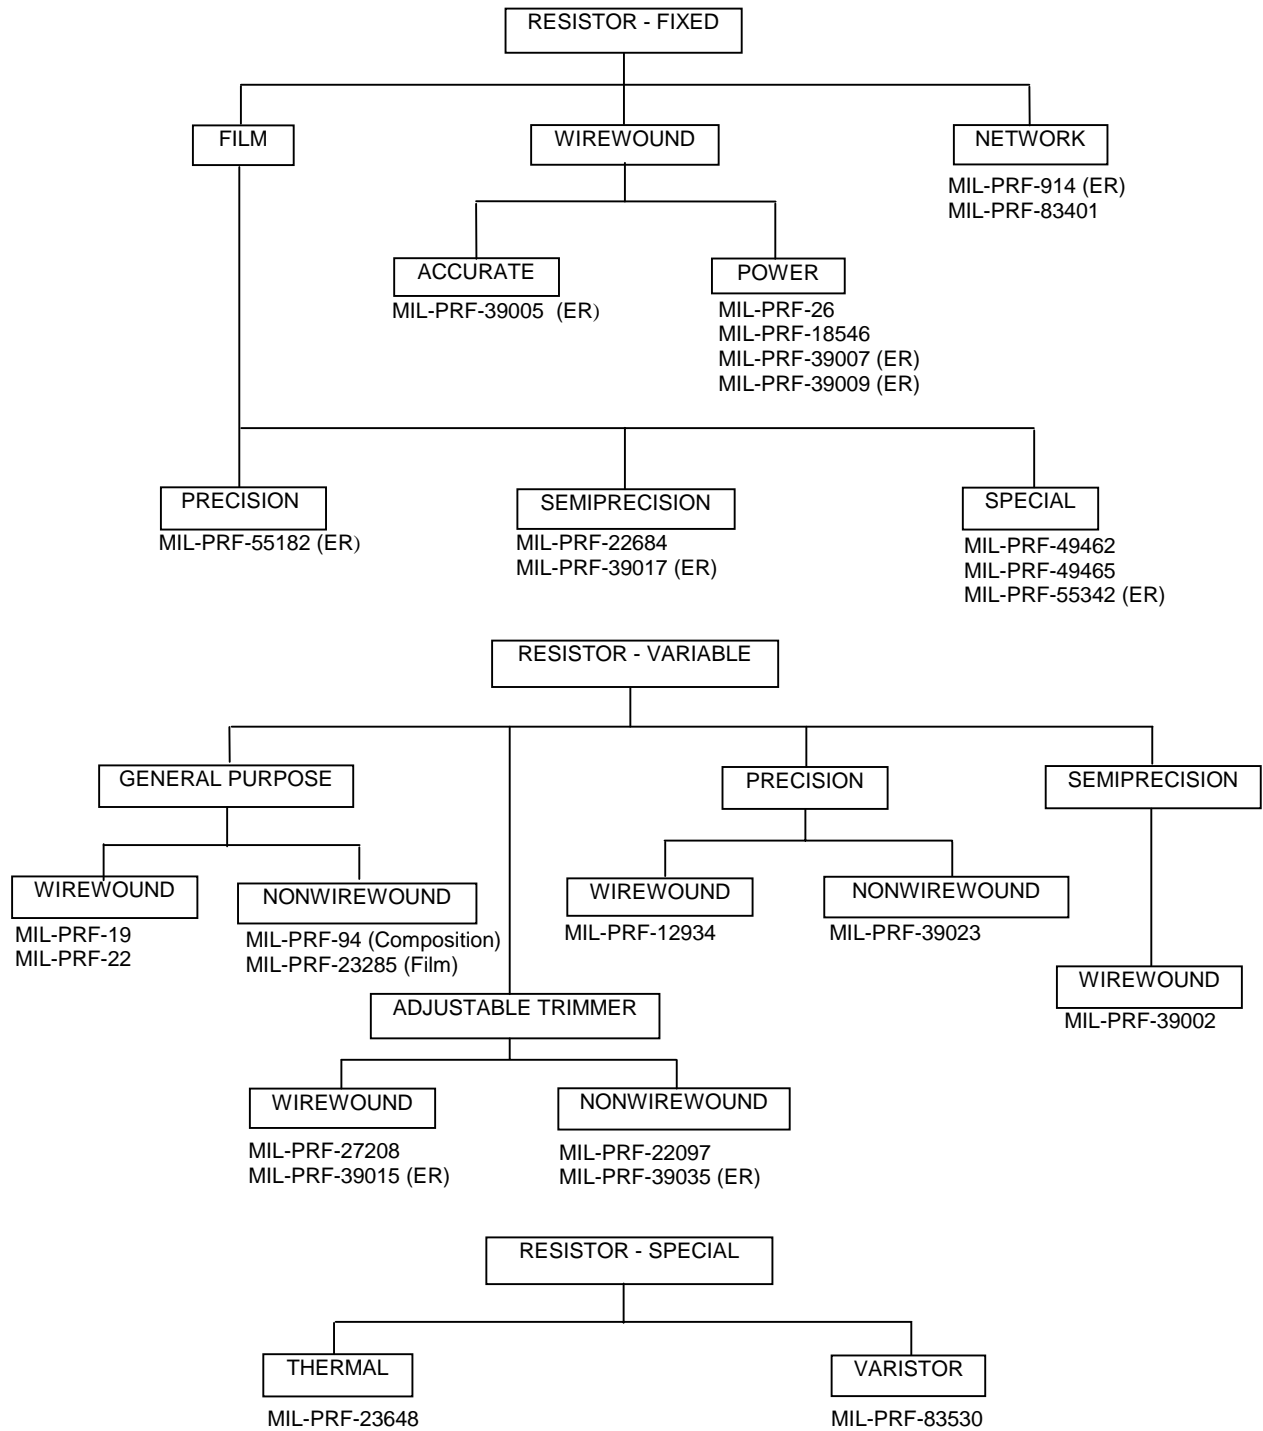 RESISTOR - FIXED
FILM
WIREWOUND
NETWORK
MIL-PRF-914 (ER)
MIL-PRF-83401
ACCURATE
MIL-PRF-39005 (ER)
POWER
MIL-PRF-26
MIL-PRF-18546
MIL-PRF-39007 (ER)
MIL-PRF-39009 (ER)
PRECISION
MIL-PRF-55182 (ER)
SEMIPRECISION
MIL-PRF-22684
MIL-PRF-39017 (ER)
SPECIAL
MIL-PRF-49462
MIL-PRF-49465
MIL-PRF-55342 (ER)
RESISTOR - VARIABLE
GENERAL PURPOSE
PRECISION
SEMIPRECISION
WIREWOUND
MIL-PRF-19
MIL-PRF-22
NONWIREWOUND
MIL-PRF-94 (Composition)
MIL-PRF-23285 (Film)
WIREWOUND
MIL-PRF-12934
NONWIREWOUND
MIL-PRF-39023
WIREWOUND
MIL-PRF-39002
ADJUSTABLE TRIMMER
WIREWOUND
MIL-PRF-27208
MIL-PRF-39015 (ER)
NONWIREWOUND
MIL-PRF-22097
MIL-PRF-39035 (ER)
RESISTOR - SPECIAL
THERMAL
MIL-PRF-23648
VARISTOR
MIL-PRF-83530